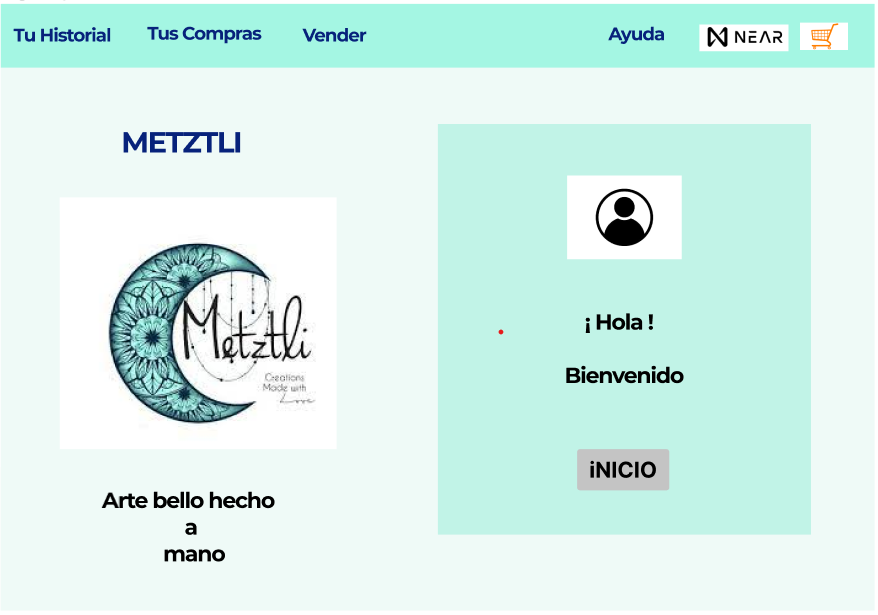 Tu Historial Tus Compras Vender Ayuda NEAR
METZTLI
Metztli
Creations
Made with
Love
Arte bello hecho
a
mano
¡ Hola !
Bienvenido
iNICIO